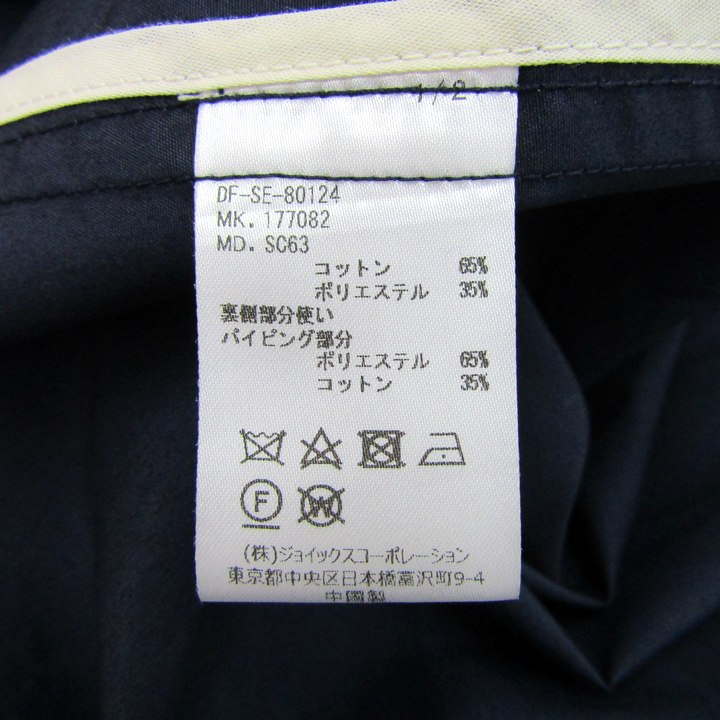 1/2
DF-SE-80124
MK. 177082
MD. SC63
コットン 65%
ポリエステル 35%
裏側部分使い
パイピング部分
ポリエステル 65%
コットン 35%
F W
(株)ジョイックスコーポレーション
東京都中央区日本橋富沢町9-4
中国製